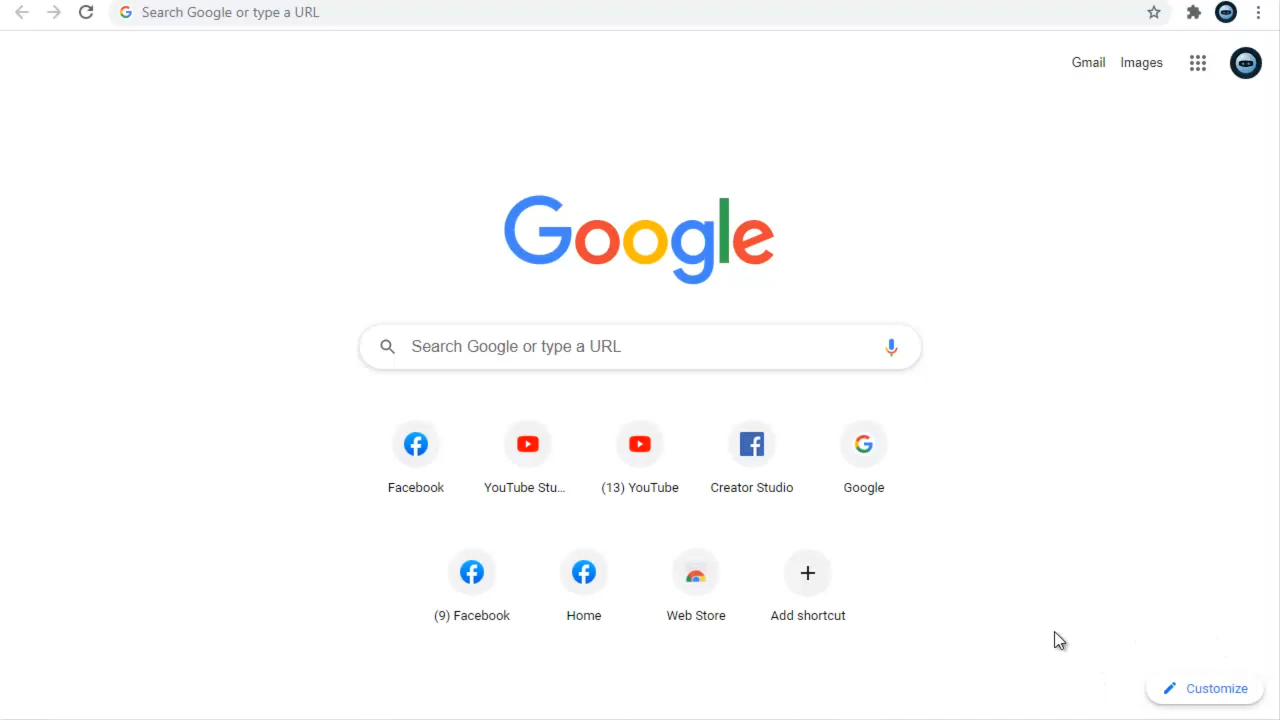 Search Google or type a URL
Gmail Images
Google
Search Google or type a URL
Facebook YouTube Stu... (13) YouTube Creator Studio Google
(9) Facebook Home Web Store Add shortcut
Customize